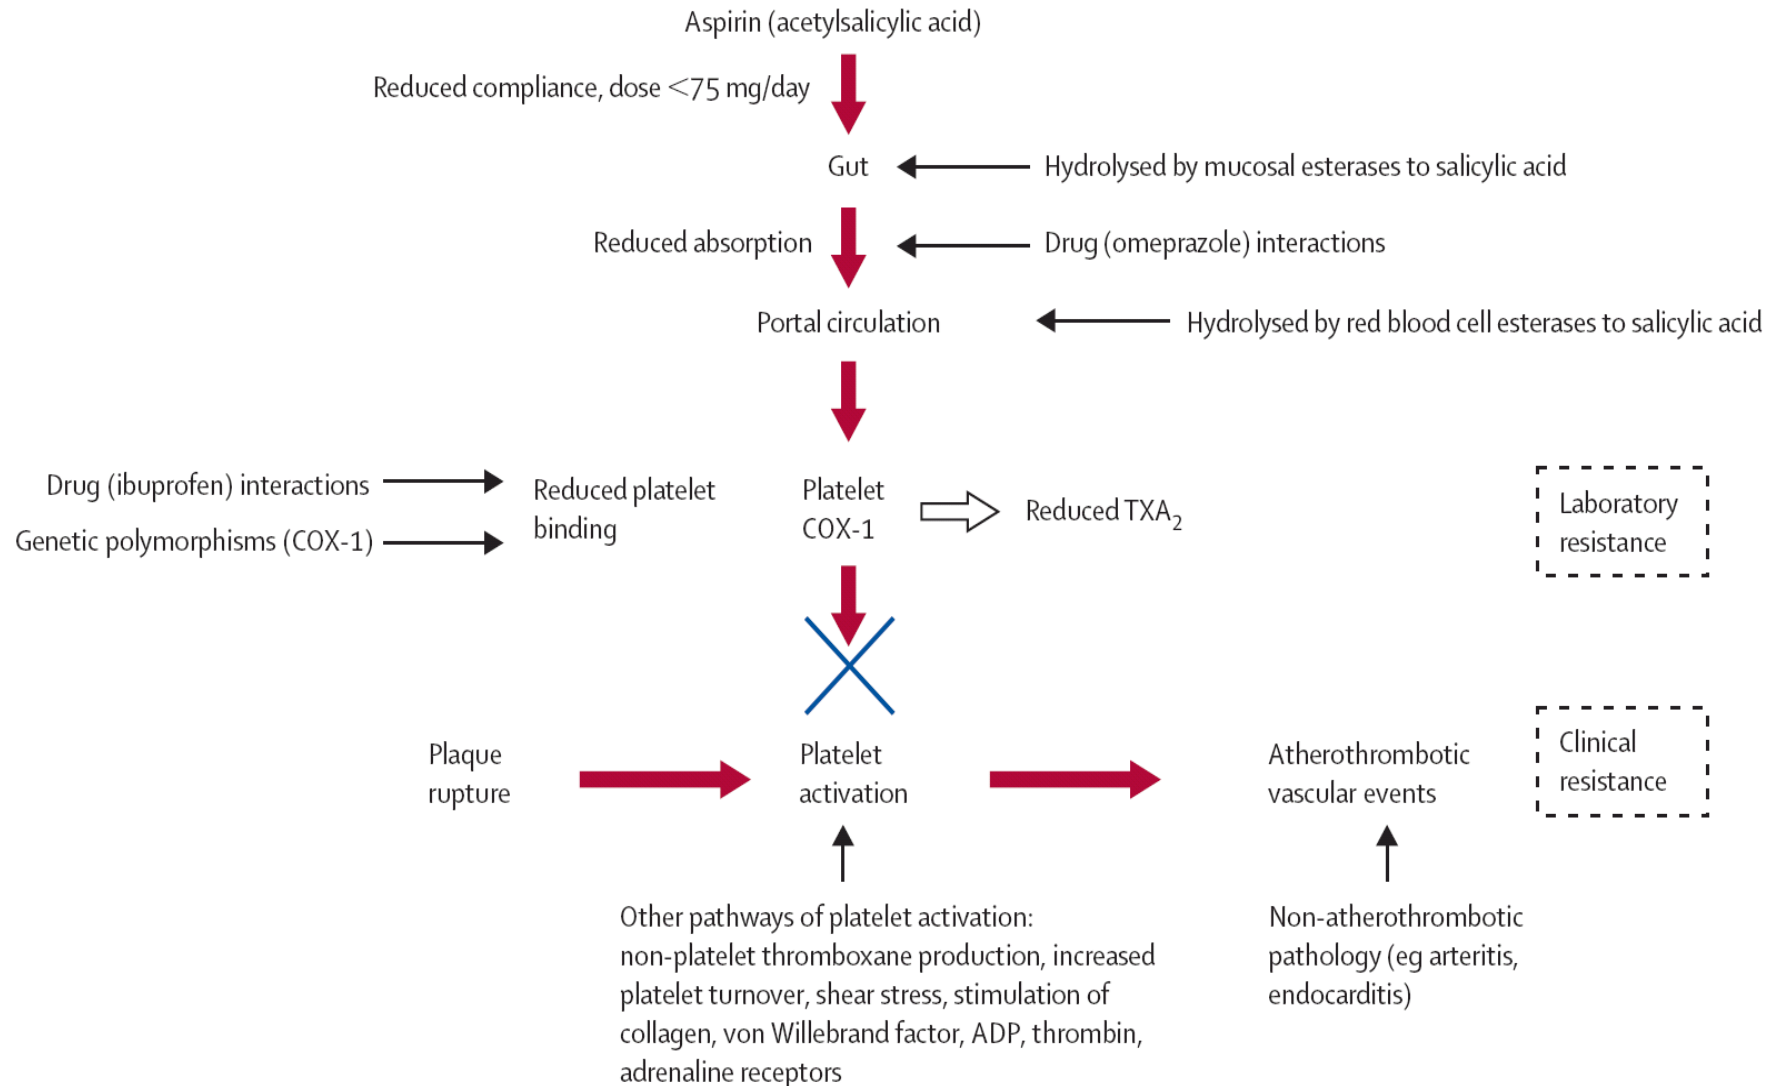 Aspirin (acetylsalicylic acid)
Reduced compliance, dose <75 mg/day
Gut
Hydrolysed by mucosal esterases to salicylic acid
Reduced absorption
Drug (omeprazole) interactions
Portal circulation
Hydrolysed by red blood cell esterases to salicylic acid
Drug (ibuprofen) interactions
Genetic polymorphisms (COX-1)
Reduced platelet
binding
Platelet
COX-1
Reduced TXA₂
Laboratory
resistance
Plaque
rupture
Platelet
activation
Atherothrombotic
vascular events
Clinical
resistance
Other pathways of platelet activation:
non-platelet thromboxane production, increased
platelet turnover, shear stress, stimulation of
collagen, von Willebrand factor, ADP, thrombin,
adrenaline receptors
Non-atherothrombotic
pathology (eg arteritis,
endocarditis)